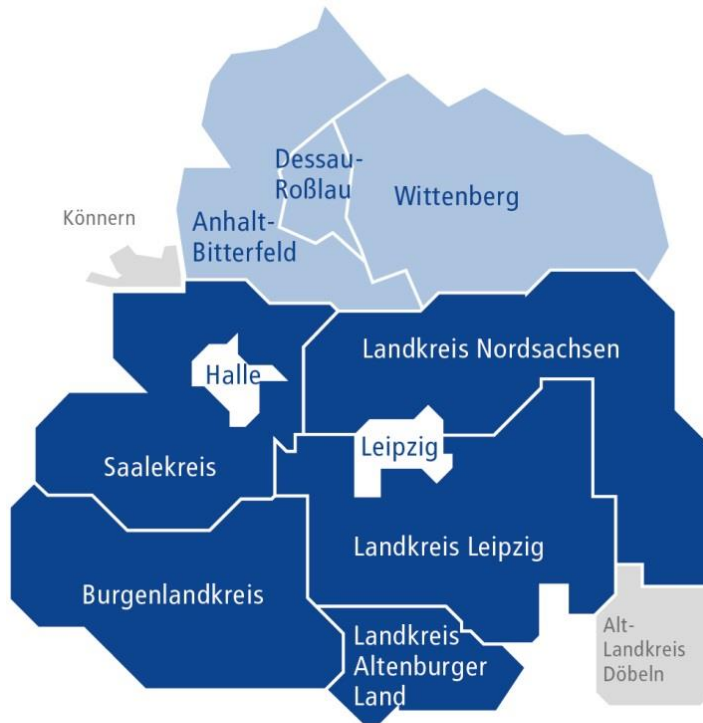 Dessau-
Roßlau
Wittenberg
Könnern
Anhalt-
Bitterfeld
Landkreis Nordsachsen
Halle
Leipzig
Saalekreis
Landkreis Leipzig
Burgenlandkreis
Landkreis
Altenburger
Land
Alt-
Landkreis
Döbeln